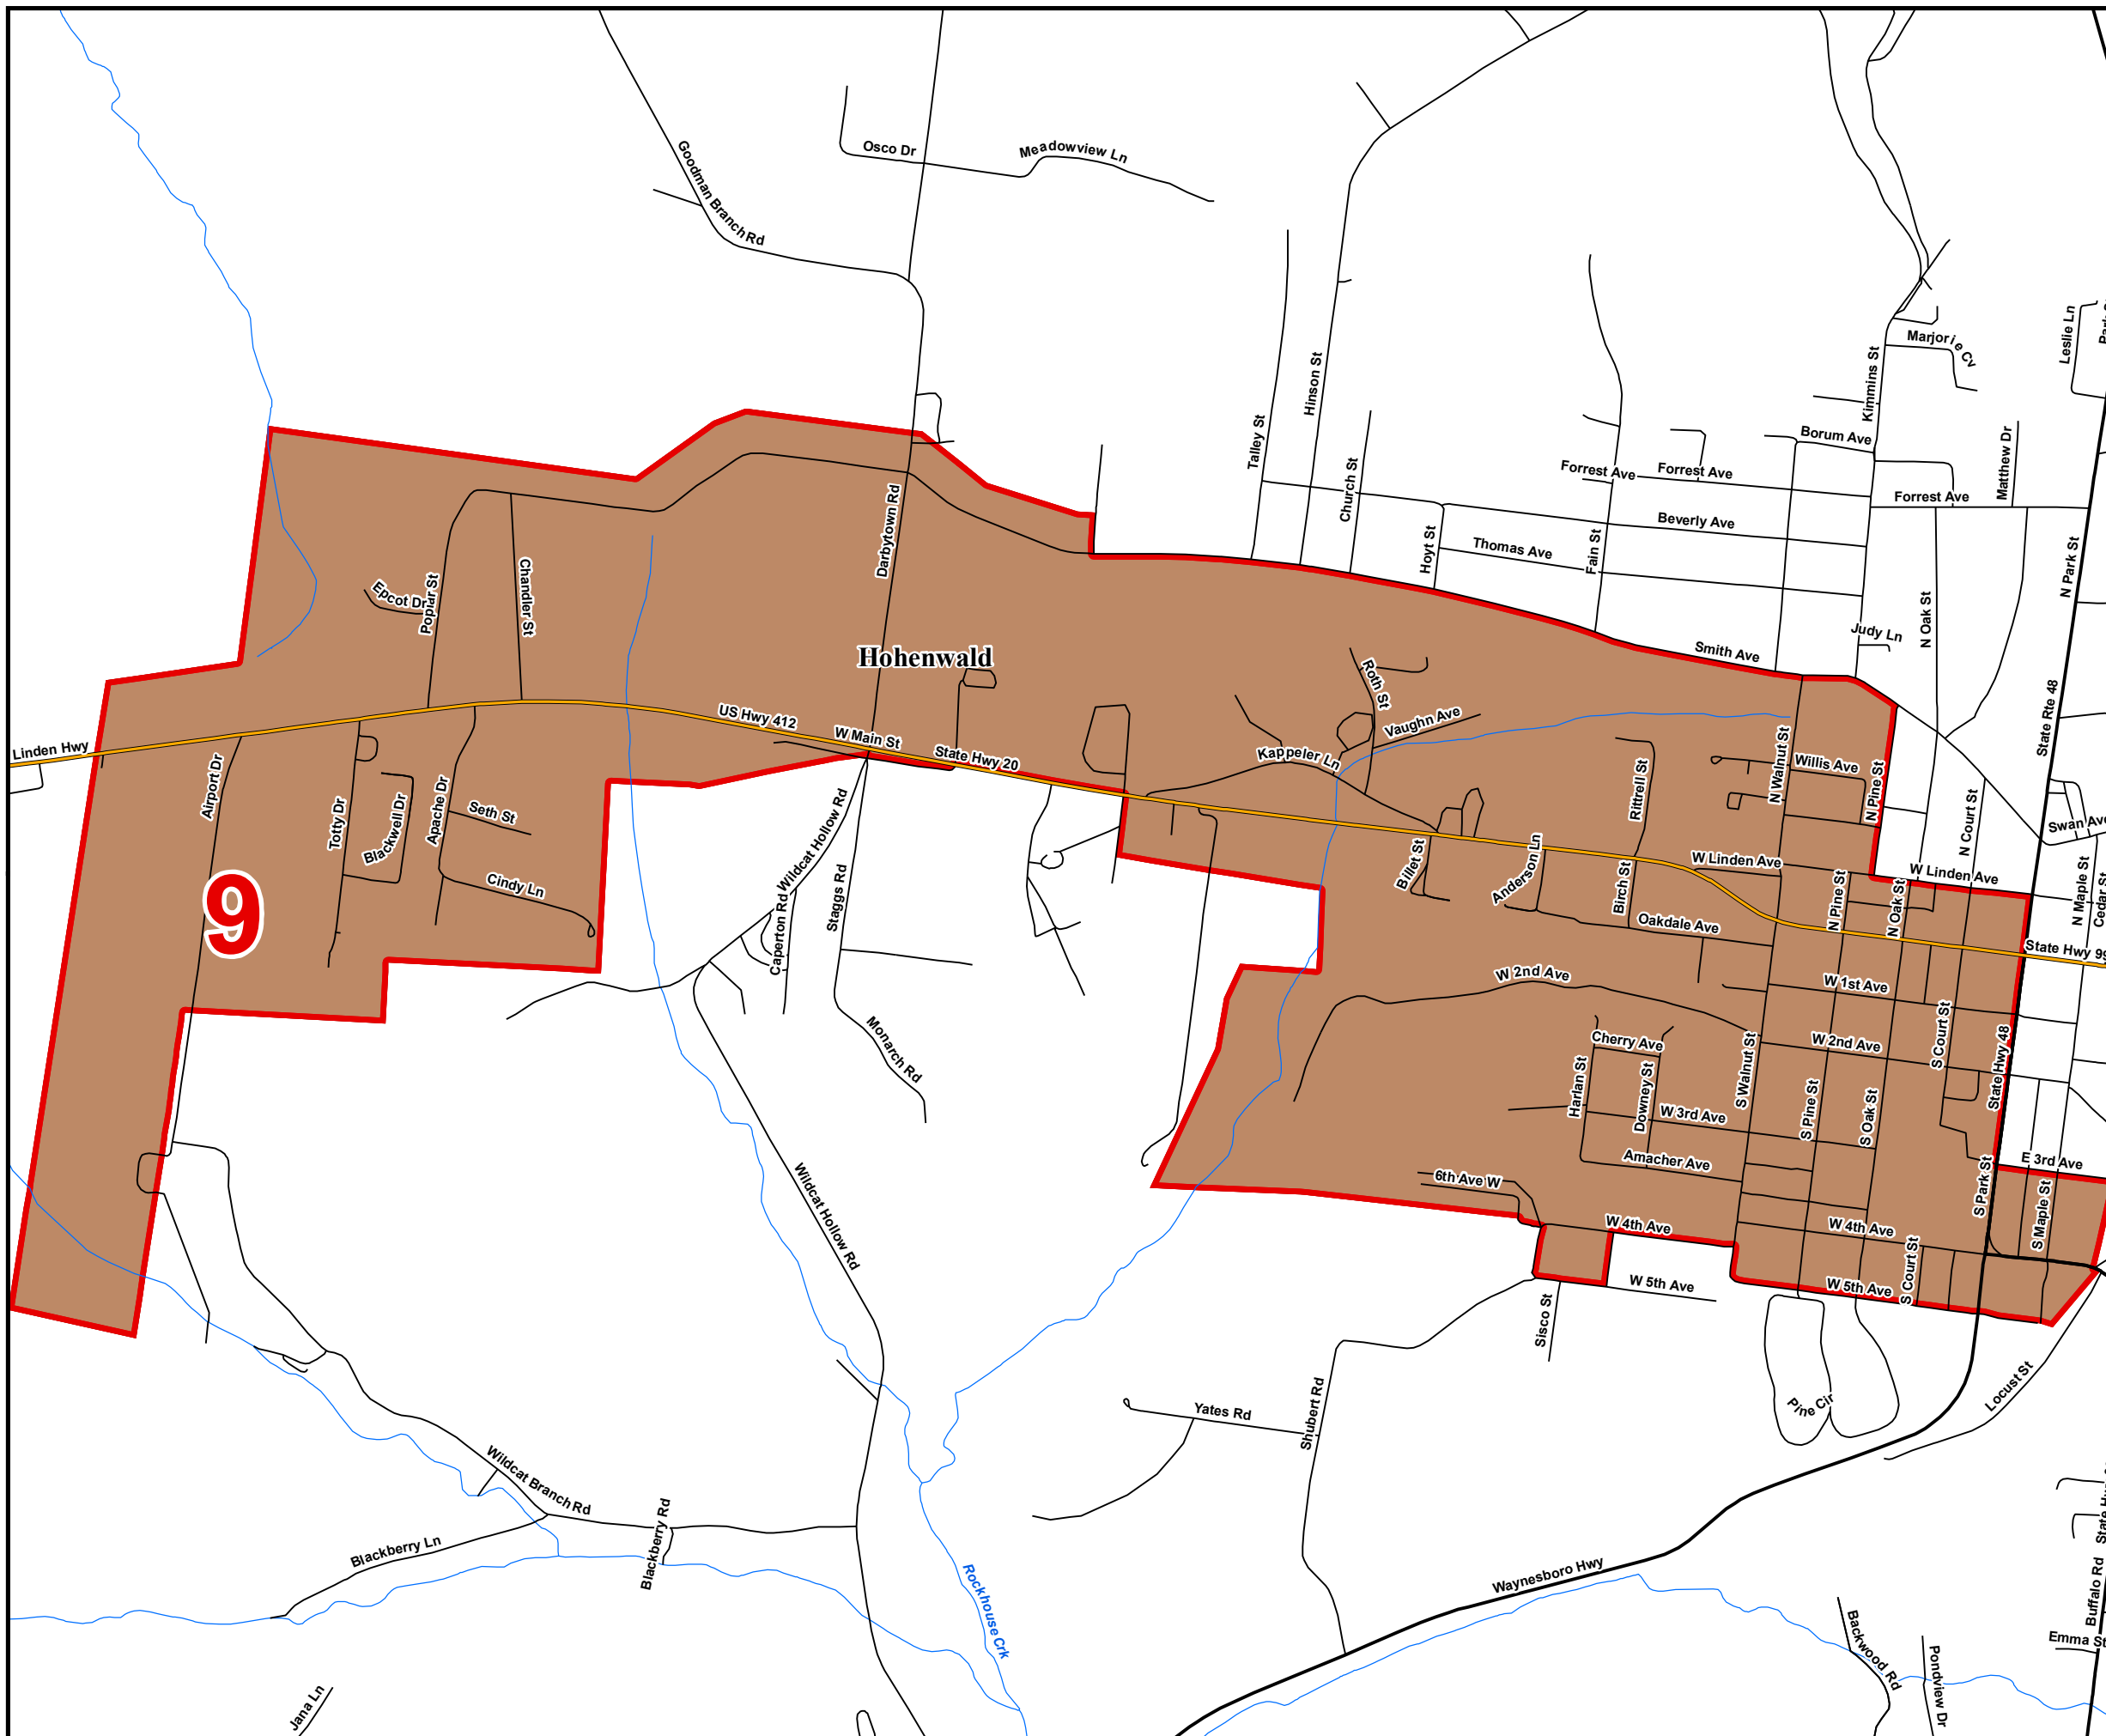 Osco Dr
Meadowview Ln
Goodman Branch Rd
Marjorie Cv
Leslie Ln
Kimmins St
Hinson St
Talley St
Church St
Borum Ave
Matthew Dr
Forrest Ave
Forrest Ave
Forrest Ave
Beverly Ave
Thomas Ave
Hoyt St
Fain St
N Park St
Darbytown Rd
Chandler St
Epcot Dr
Poplar St
N Oak St
Judy Ln
Smith Ave
Hohenwald
Roth St
State Rte 48
Vaughn Ave
US Hwy 412
W Main St
State Hwy 20
Kappeler Ln
Linden Hwy
N Walnut St
Willis Ave
N Pine St
Rittrell St
Airport Dr
Totty Dr
Blackwell Dr
Apache Dr
Seth St
Wildcat Hollow Rd
N Court St
Swan Ave
Billet St
Anderson Ln
W Linden Ave
W Linden Ave
Birch St
N Pine St
N Oak St
N Maple St
Cedar St
Cindy Ln
Staggs Rd
Caperton Rd
9
Oakdale Ave
State Hwy 99
W 2nd Ave
W 1st Ave
Monarch Rd
Cherry Ave
W 2nd Ave
S Court St
State Hwy 48
Harlan St
Downey St
S Walnut St
W 3rd Ave
S Pine St
S Oak St
Amacher Ave
E 3rd Ave
6th Ave W
S Park St
S Maple St
Wildcat Hollow Rd
W 4th Ave
W 4th Ave
W 5th Ave
W 5th Ave
S Court St
Sisco St
Pine Cir
Locust St
Yates Rd
Shubert Rd
Wildcat Branch Rd
Blackberry Ln
Blackberry Rd
Rockhouse Crk
Waynesboro Hwy
Buffalo Rd
Backwood Rd
Pondview Dr
Emma St
Jana Ln